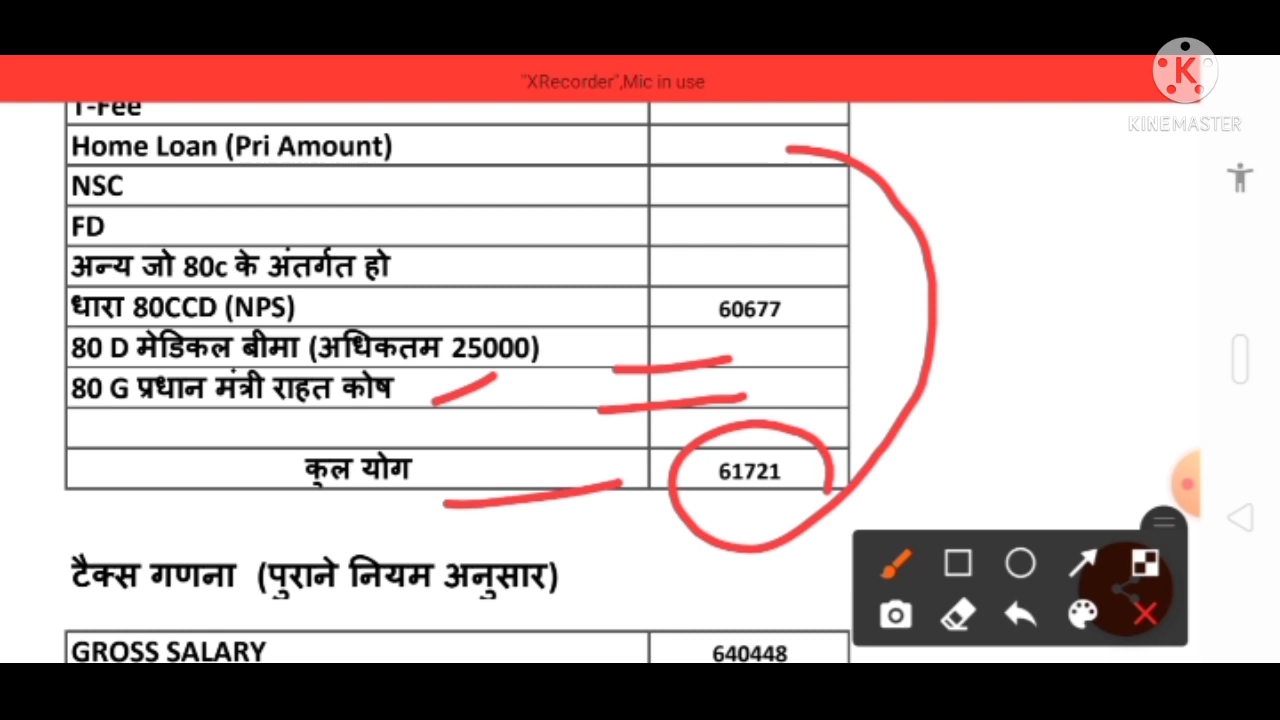 "XRecorder",Mic in use
KINEMASTER
T-Fee
Home Loan (Pri Amount)
NSC
FD
अन्य जो 80c के अंतर्गत हो
धारा 80CCD (NPS) 60677
80 D मेडिकल बीमा (अधिकतम 25000)
80 G प्रधान मंत्री राहत कोष
कुल योग 61721
टैक्स गणना (पुराने नियम अनुसार)
GROSS SALARY 640448